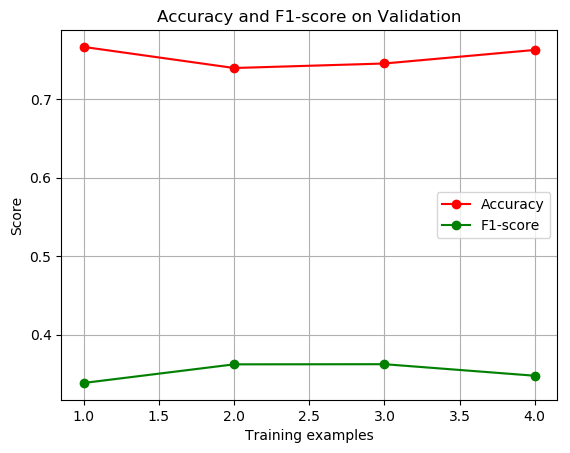 Accuracy and F1-score on Validation
Score
0.7
0.6
0.5
0.4
Accuracy
F1-score
1.0 1.5 2.0 2.5 3.0 3.5 4.0
Training examples